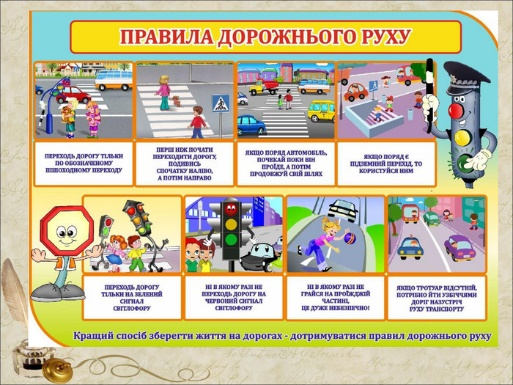 ПРАВИЛА ДОРОЖНЬОГО РУХУ
ПЕРЕХОДЬ ДОРОГУ ТІЛЬКИ
ПО ОБОЗНАЧЕНОМУ
ПІШОХОДНОМУ ПЕРЕХОДУ
ПЕРШ НІЖ ПОЧАТИ
ПЕРЕХОДИТИ ДОРОГУ,
ПОДИВИСЬ
СПОЧАТКУ НАЛІВО,
А ПОТІМ НАПРАВО
ЯКЩО ПОРЯД АВТОМОБІЛЬ,
ПОЧЕКАЙ ПОКИ ВІН
ПРОЇДЕ, А ПОТІМ
ПРОДОВЖУЙ СВІЙ ШЛЯХ
ЯКЩО ПОРЯД Є
ПІДЗЕМНИЙ ПЕРЕХІД, ТО
КОРИСТУЙСЯ НИМ
ПЕРЕХОДЬ ДОРОГУ
ТІЛЬКИ НА ЗЕЛЕНИЙ
СИГНАЛ
СВІТЛОФОРУ
НІ В ЯКОМУ РАЗІ НЕ
ПЕРЕХОДЬ ДОРОГУ НА
ЧЕРВОНИЙ СИГНАЛ
СВІТЛОФОРУ
НІ В ЯКОМУ РАЗІ НЕ
ГРАЙСЯ НА ПРОЇЖДЖІЙ
ЧАСТИНІ,
ЦЕ ДУЖЕ НЕБЕЗПЕЧНО!
ЯКЩО ТРОТУАР ВІДСУТНІЙ,
ПОТРІБНО ЙТИ УЗБІЧЧЯМИ
ДОРІГ НАЗУСТРІЧ
РУХУ ТРАНСПОРТУ
Кращий спосіб зберегти життя на дорогах - дотримуватися правил дорожнього руху